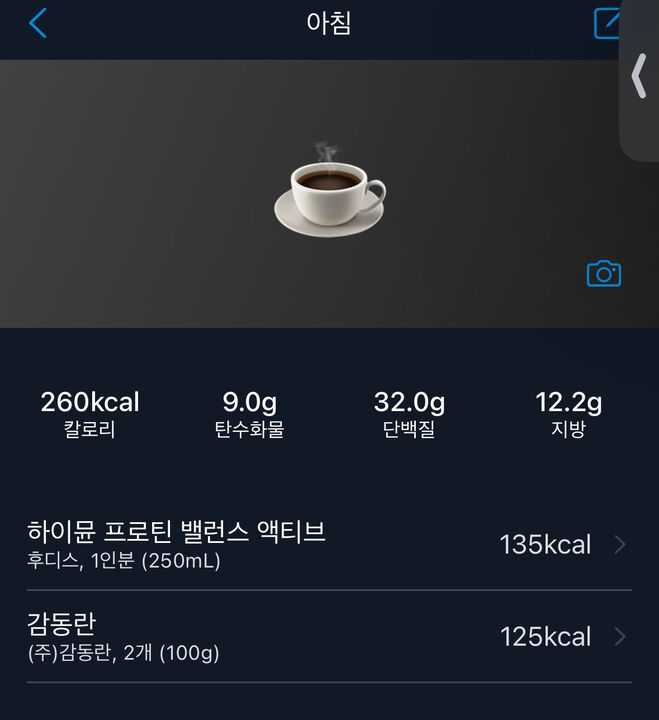 아침
260kcal 9.0g 32.0g 12.2g
칼로리 탄수화물 단백질 지방
하이뮨 프로틴 밸런스 액티브
후디스, 1인분 (250mL)
135kcal
감동란
(주)감동란, 2개 (100g)
125kcal